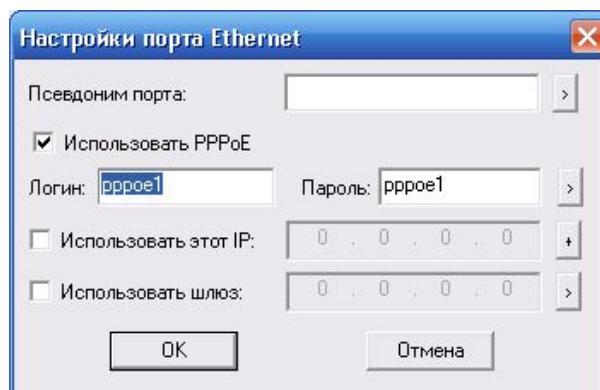 Настройки порта Ethernet
Псевдоним порта: >
Использовать PPPoE
Логин: pppoe1 Пароль: pppoe1 >
Использовать этот IP: 0 . 0 . 0 . 0 +
Использовать шлюз: 0 . 0 . 0 . 0 >
OK Отмена